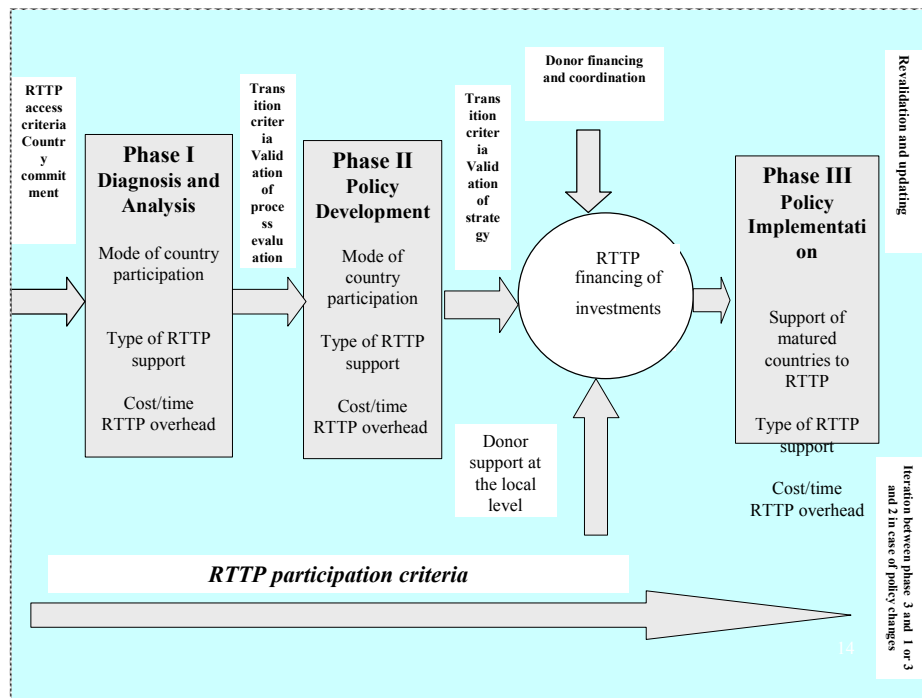 RTTP
access
criteria
Countr
y
commit
ment
Phase I
Diagnosis and
Analysis
Mode of country
participation
Type of RTTP
support
Cost/time
RTTP overhead
Trans
ition
criter
ia
Valid
ation
of
proce
ss
evalu
ation
Phase II
Policy
Development
Mode of
country
participation
Type of RTTP
support
Cost/time
RTTP overhead
Trans
ition
criter
ia
Valid
ation
of
strate
gy
Donor financing
and coordination
RTTP
financing of
investments
Donor
support at
the local
level
Phase III
Policy
Implementati
on
Support of
matured
countries to
RTTP
Type of RTTP
support
Cost/time
RTTP overhead
Revalidation and updating
Iteration between phase 3 and 1 or 3
and 2 in case of policy changes
RTTP participation criteria
14